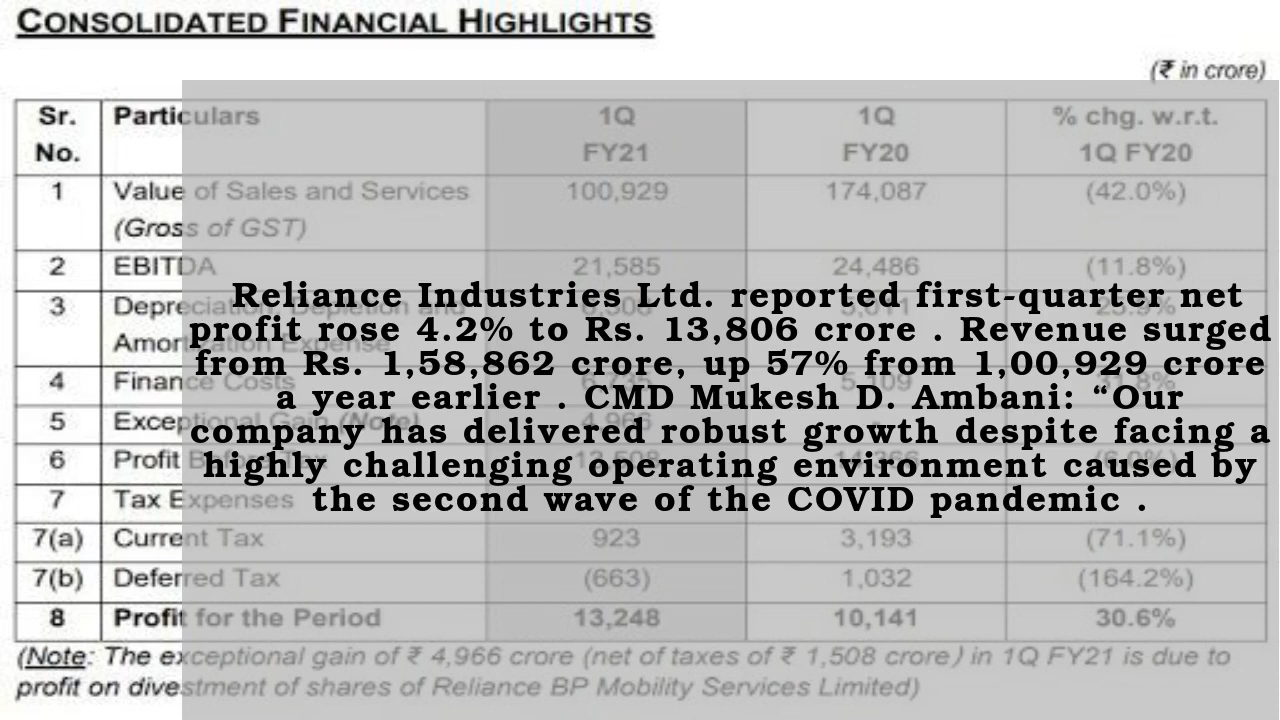 CONSOLIDATED FINANCIAL HIGHLIGHTS
(₹ in crore)
Sr. No. Particulars 1Q FY21 1Q FY20 % chg. w.r.t. 1Q FY20
1 Value of Sales and Services 100,929 174,087 (42.0%)
(Gross of GST)
2 EBITDA 21,585 24,486 (11.8%)
3 Depreciation, Depletion and
Amortization Expense
4 Finance Costs
5 Exceptional Gain (Note) 4,966
6 Profit Before Tax
7 Tax Expenses
7(a) Current Tax 923 3,193 (71.1%)
7(b) Deferred Tax (663) 1,032 (164.2%)
8 Profit for the Period 13,248 10,141 30.6%
(Note: The exceptional gain of ₹ 4,966 crore (net of taxes of ₹ 1,508 crore) in 1Q FY21 is due to
profit on divestment of shares of Reliance BP Mobility Services Limited)
Reliance Industries Ltd. reported first-quarter net
profit rose 4.2% to Rs. 13,806 crore . Revenue surged
from Rs. 1,58,862 crore, up 57% from 1,00,929 crore
a year earlier . CMD Mukesh D. Ambani: “Our
company has delivered robust growth despite facing a
highly challenging operating environment caused by
the second wave of the COVID pandemic .